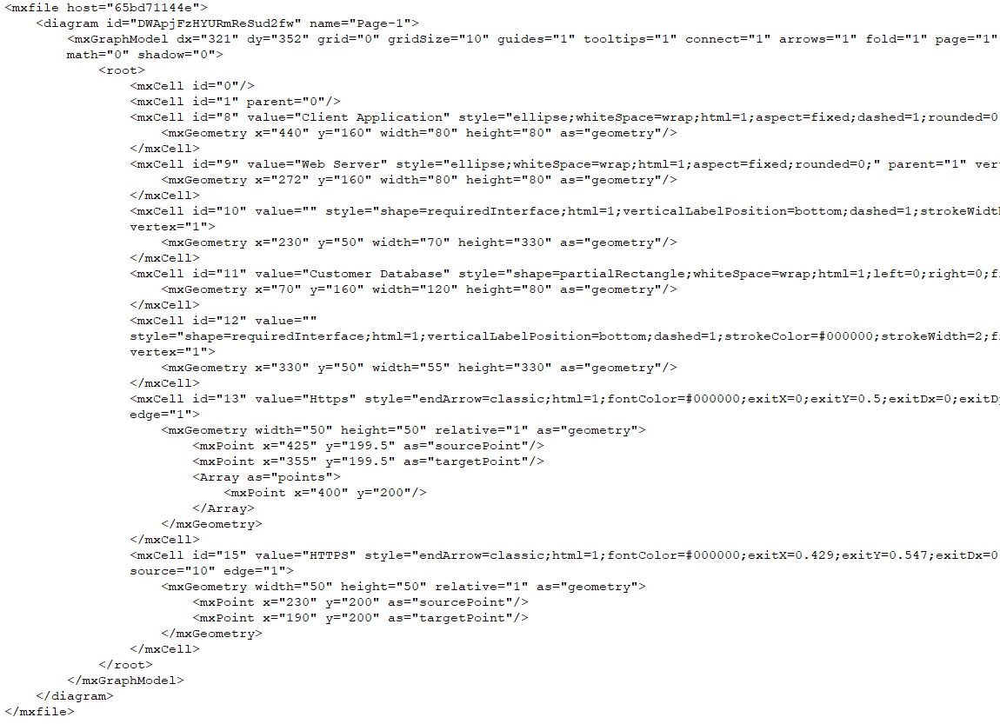 <mxfile host="65bd71144e">
<diagram id="DWApjFzHYURmReSud2fw" name="Page-1">
<mxGraphModel dx="321" dy="352" grid="0" gridSize="10" guides="1" tooltips="1" connect="1" arrows="1" fold="1" page="1"
math="0" shadow="0">
<root>
<mxCell id="0"/>
<mxCell id="1" parent="0"/>
<mxCell id="8" value="Client Application" style="ellipse;whiteSpace=wrap;html=1;aspect=fixed;dashed=1;rounded=0
<mxGeometry x="440" y="160" width="80" height="80" as="geometry"/>
</mxCell>
<mxCell id="9" value="Web Server" style="ellipse;whiteSpace=wrap;html=1;aspect=fixed;rounded=0;" parent="1" ver
<mxGeometry x="272" y="160" width="80" height="80" as="geometry"/>
</mxCell>
<mxCell id="10" value="" style="shape=requiredInterface;html=1;verticalLabelPosition=bottom;dashed=1;strokeWidt
vertex="1">
<mxGeometry x="230" y="50" width="70" height="330" as="geometry"/>
</mxCell>
<mxCell id="11" value="Customer Database" style="shape=partialRectangle;whiteSpace=wrap;html=1;left=0;right=0;f
<mxGeometry x="70" y="160" width="120" height="80" as="geometry"/>
</mxCell>
<mxCell id="12" value=""
style="shape=requiredInterface;html=1;verticalLabelPosition=bottom;dashed=1;strokeColor=#000000;strokeWidth=2;f
vertex="1">
<mxGeometry x="330" y="50" width="55" height="330" as="geometry"/>
</mxCell>
<mxCell id="13" value="Https" style="endArrow=classic;html=1;fontColor=#000000;exitX=0;exitY=0.5;exitDx=0;exitD
edge="1">
<mxGeometry width="50" height="50" relative="1" as="geometry">
<mxPoint x="425" y="199.5" as="sourcePoint"/>
<mxPoint x="355" y="199.5" as="targetPoint"/>
<Array as="points">
<mxPoint x="400" y="200"/>
</Array>
</mxGeometry>
</mxCell>
<mxCell id="15" value="HTTPS" style="endArrow=classic;html=1;fontColor=#000000;exitX=0.429;exitY=0.547;exitDx=0
source="10" edge="1">
<mxGeometry width="50" height="50" relative="1" as="geometry">
<mxPoint x="230" y="200" as="sourcePoint"/>
<mxPoint x="190" y="200" as="targetPoint"/>
</mxGeometry>
</mxCell>
</root>
</mxGraphModel>
</diagram>
</mxfile>